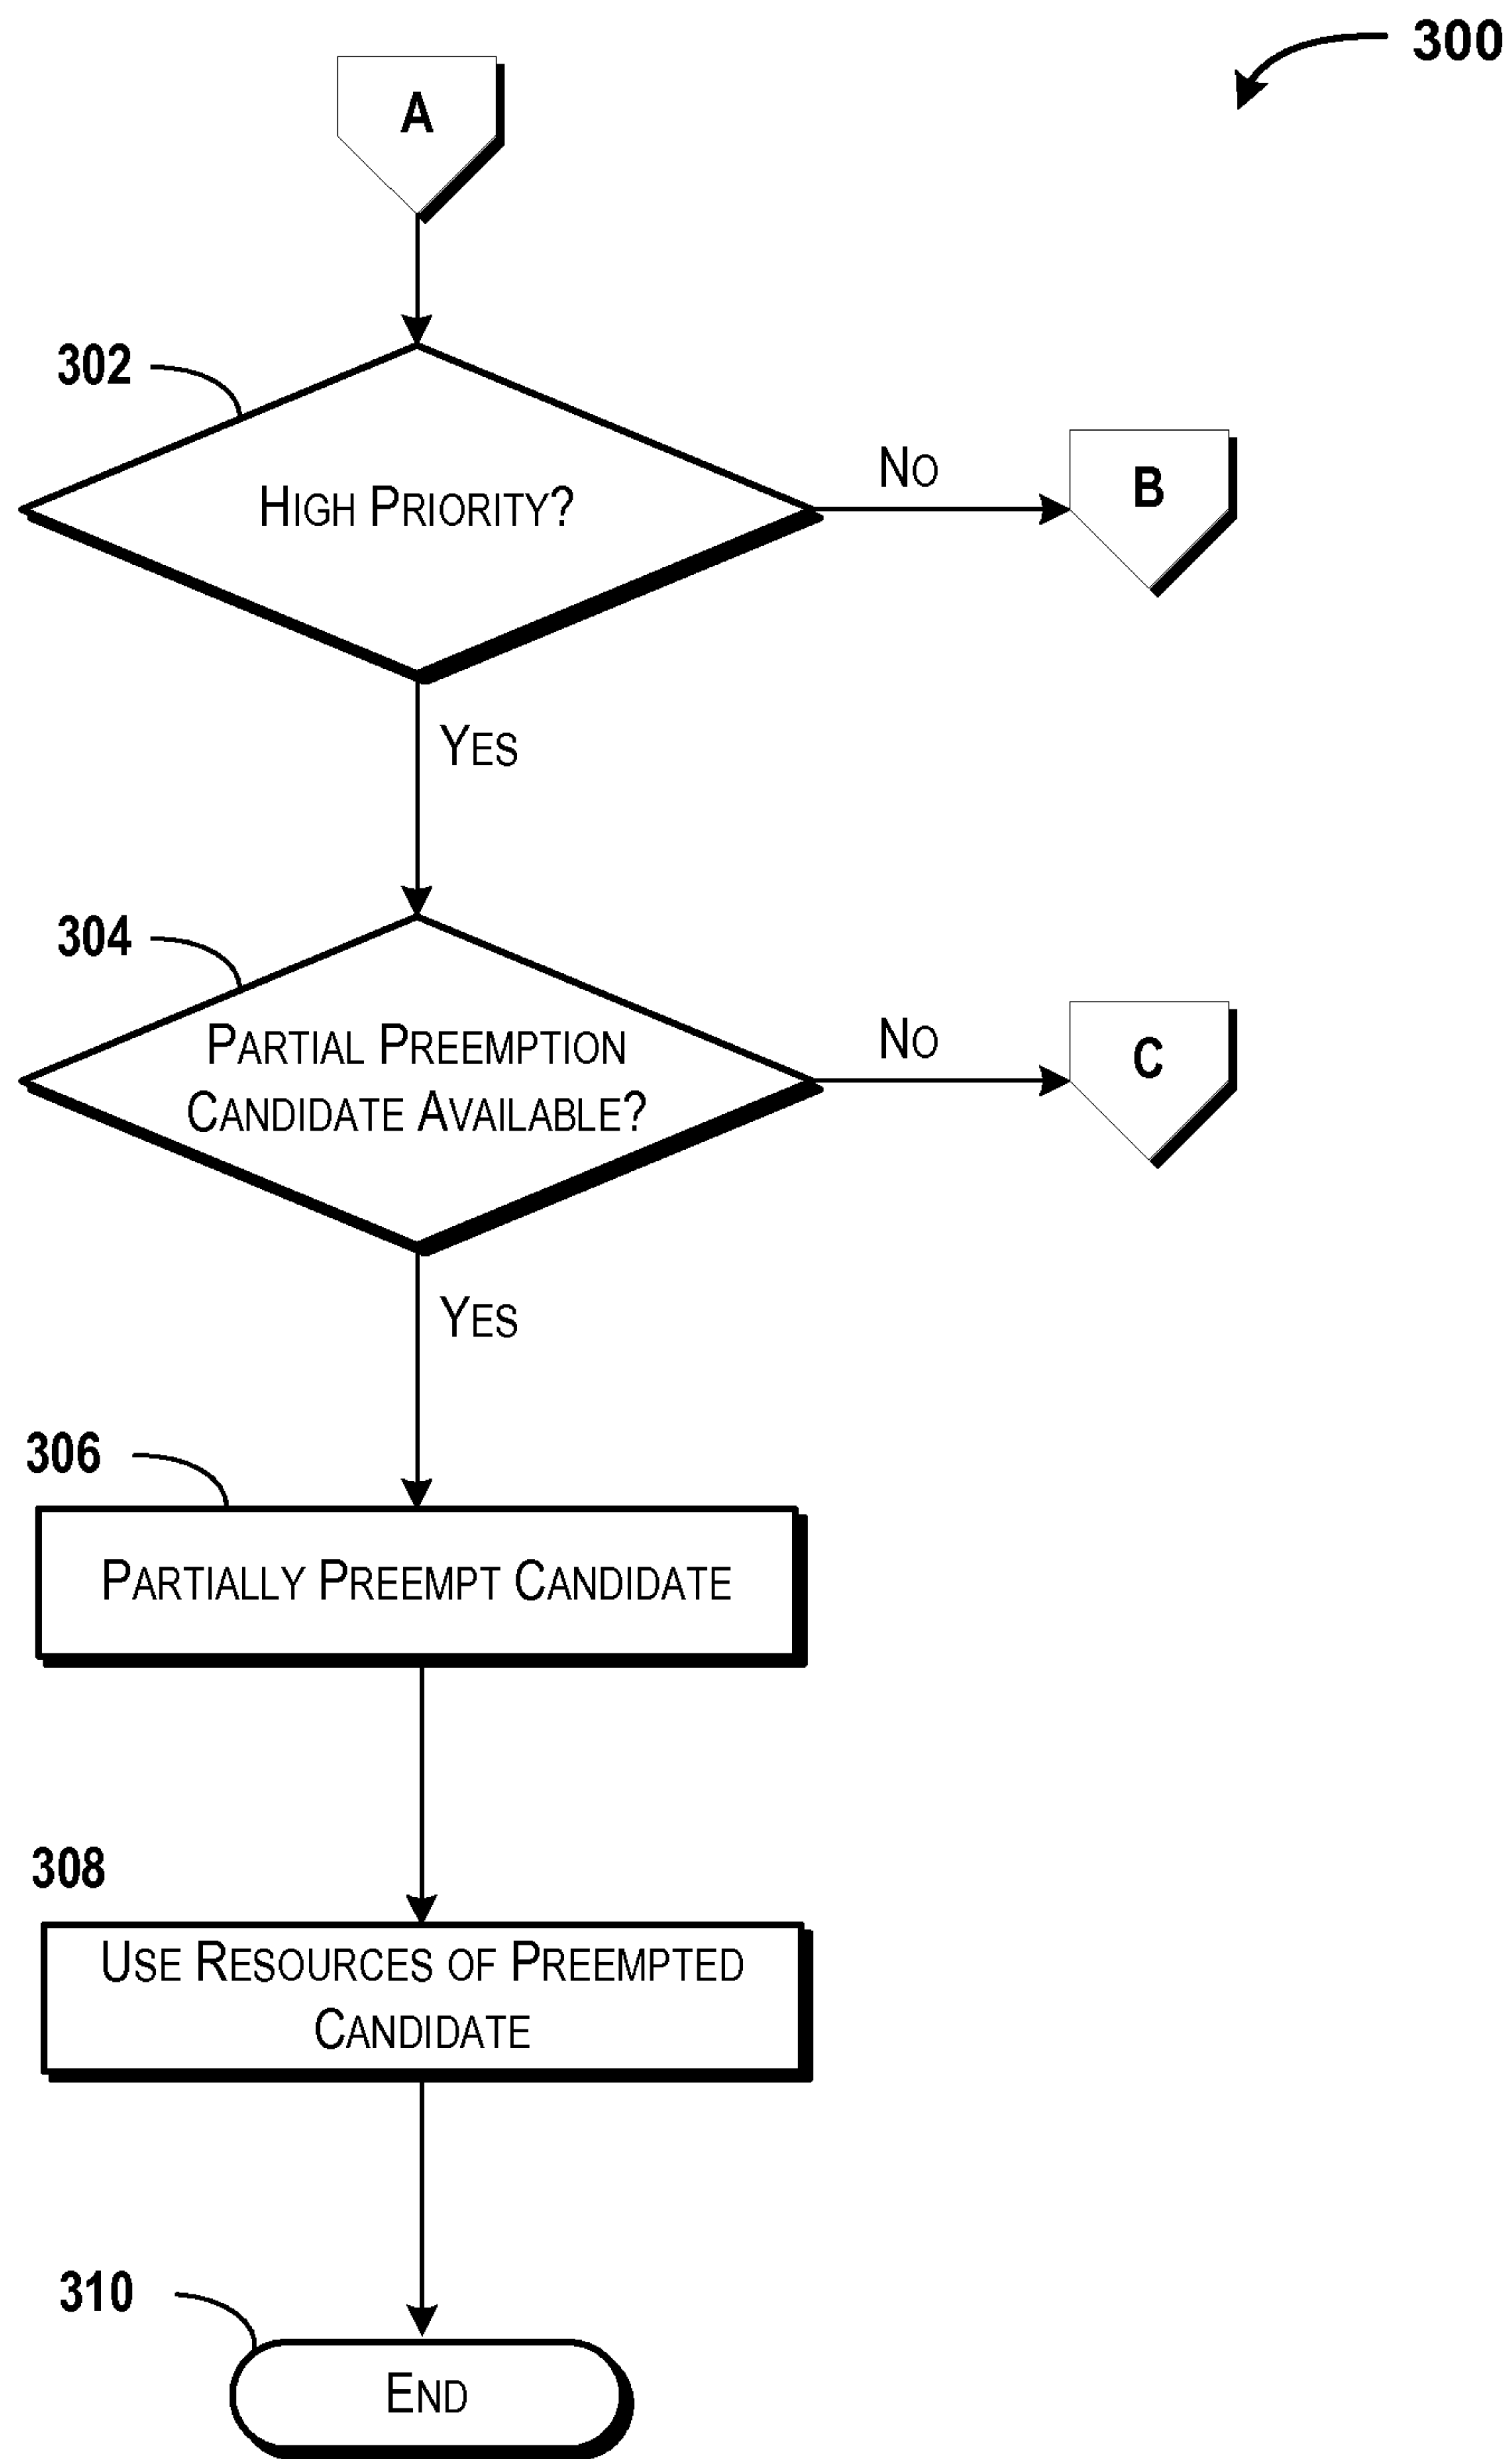 300
A
302
HIGH PRIORITY?
NO
B
YES
304
PARTIAL PREEMPTION
CANDIDATE AVAILABLE?
NO
C
YES
306
PARTIALLY PREEMPT CANDIDATE
308
USE RESOURCES OF PREEMPTED
CANDIDATE
310
END